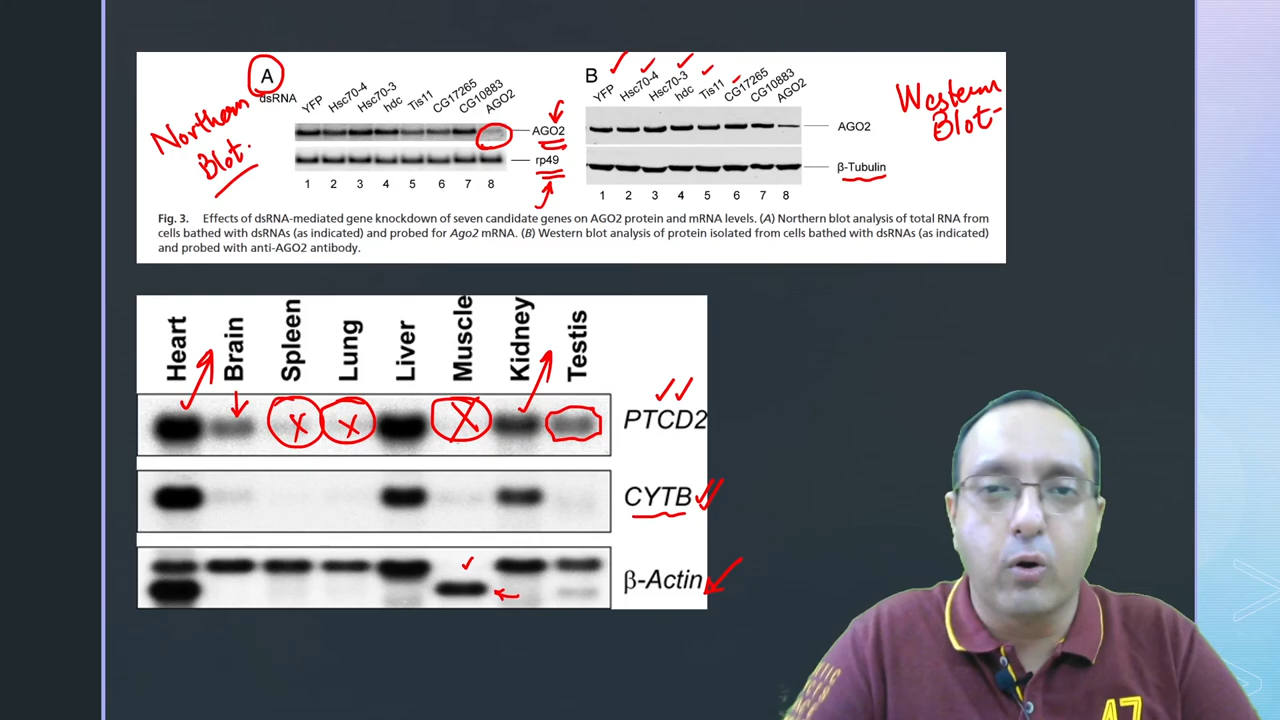 A
B
dsRNA
YFP
Hsc70-4
Hsc70-3
hdc
Tis11
CG17265
CG10883
AGO2
AGO2
rp49
1 2 3 4 5 6 7 8
YFP
Hsc70-4
Hsc70-3
hdc
Tis11
CG17265
CG10883
AGO2
AGO2
β-Tubulin
1 2 3 4 5 6 7 8
Northern
Blot.
Western
Blot-
Fig. 3. Effects of dsRNA-mediated gene knockdown of seven candidate genes on AGO2 protein and mRNA levels. (A) Northern blot analysis of total RNA from
cells bathed with dsRNAs (as indicated) and probed for Ago2 mRNA. (B) Western blot analysis of protein isolated from cells bathed with dsRNAs (as indicated)
and probed with anti-AGO2 antibody.
Heart
Brain
Spleen
Lung
Liver
Muscle
Kidney
Testis
PTCD2
CYTB
β-Actin
47